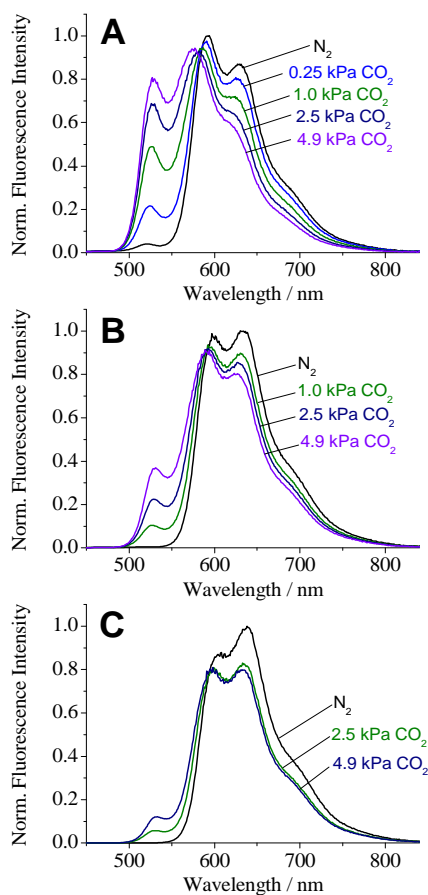 A
Norm. Fluorescence Intensity
1.0
0.8
0.6
0.4
0.2
0.0
N₂
0.25 kPa CO₂
1.0 kPa CO₂
2.5 kPa CO₂
4.9 kPa CO₂
500 600 700 800
Wavelength / nm
B
Norm. Fluorescence Intensity
1.0
0.8
0.6
0.4
0.2
0.0
N₂
1.0 kPa CO₂
2.5 kPa CO₂
4.9 kPa CO₂
500 600 700 800
Wavelength / nm
C
Norm. Fluorescence Intensity
1.0
0.8
0.6
0.4
0.2
0.0
N₂
2.5 kPa CO₂
4.9 kPa CO₂
500 600 700 800
Wavelength / nm